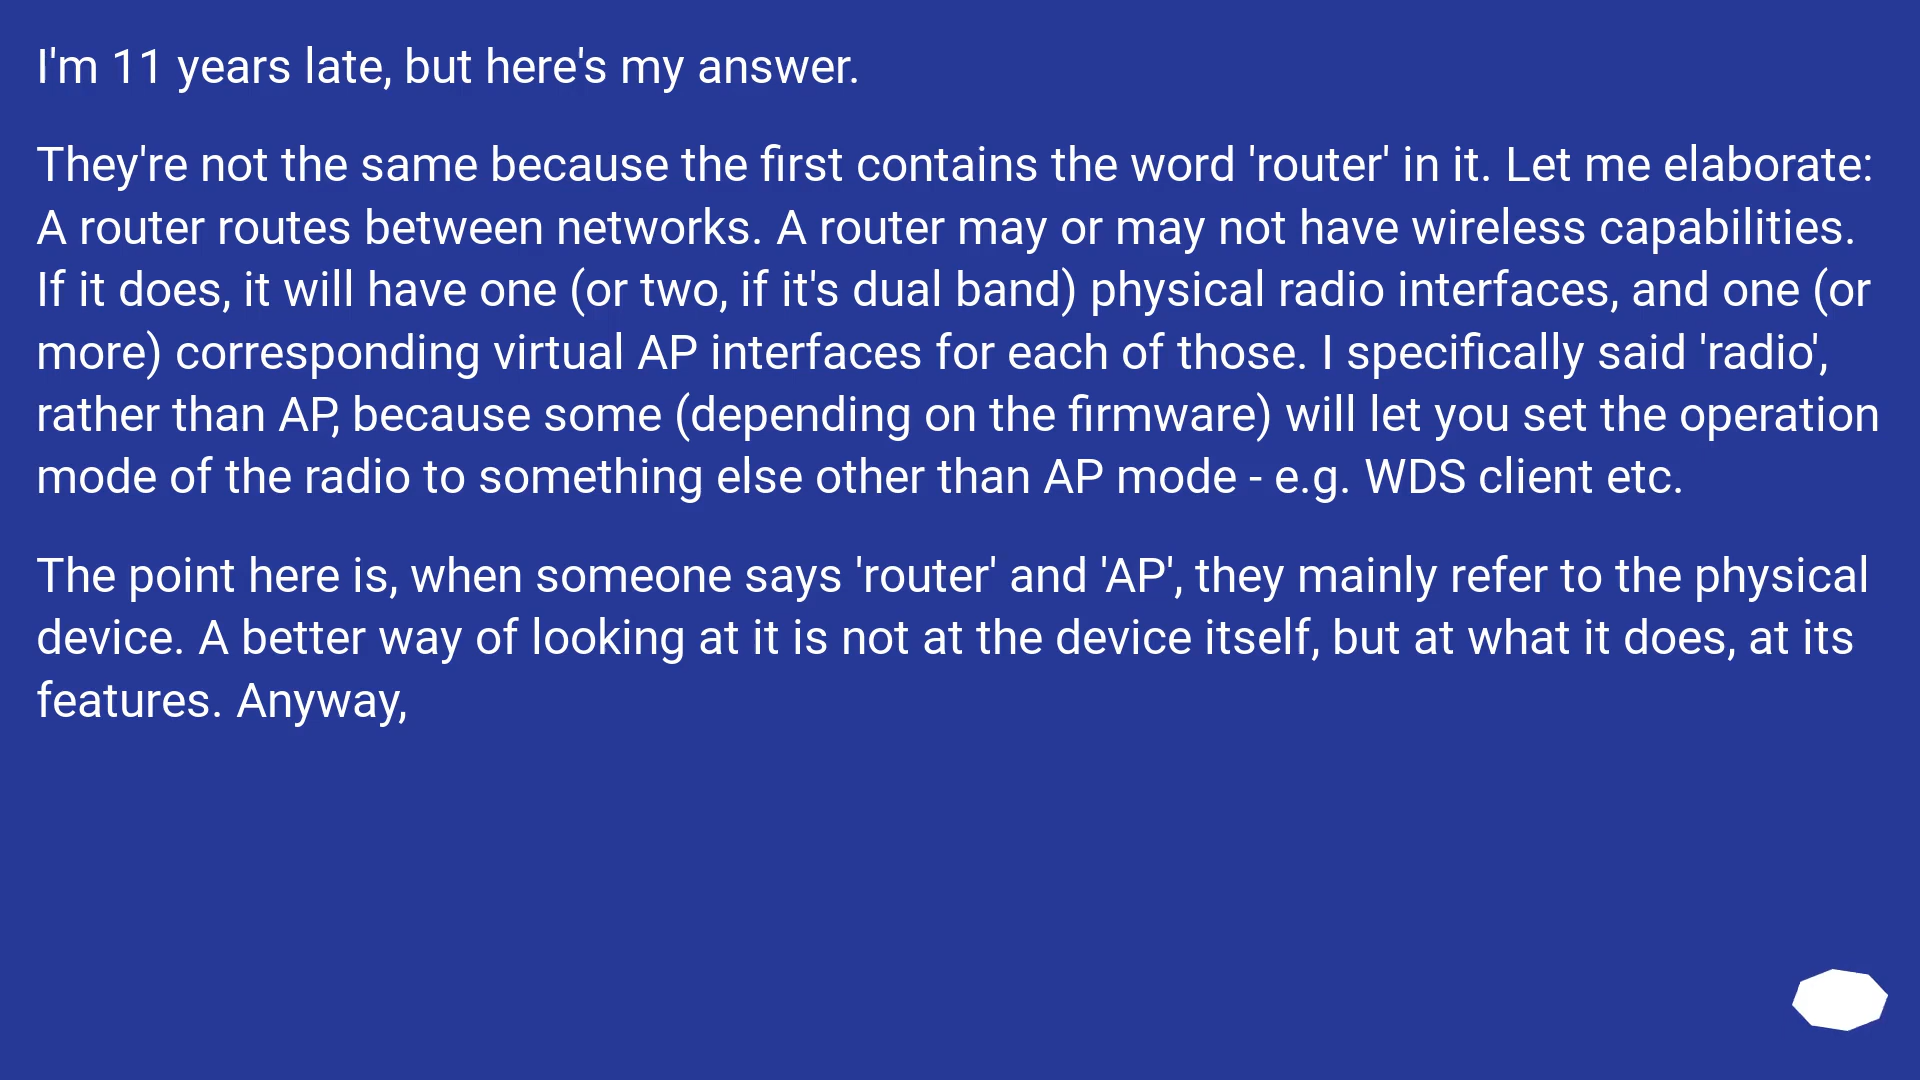 I'm 11 years late, but here's my answer.
They're not the same because the first contains the word 'router' in it. Let me elaborate:
A router routes between networks. A router may or may not have wireless capabilities.
If it does, it will have one (or two, if it's dual band) physical radio interfaces, and one (or
more) corresponding virtual AP interfaces for each of those. I specifically said 'radio',
rather than AP, because some (depending on the firmware) will let you set the operation
mode of the radio to something else other than AP mode - e.g. WDS client etc.
The point here is, when someone says 'router' and 'AP', they mainly refer to the physical
device. A better way of looking at it is not at the device itself, but at what it does, at its
features. Anyway,